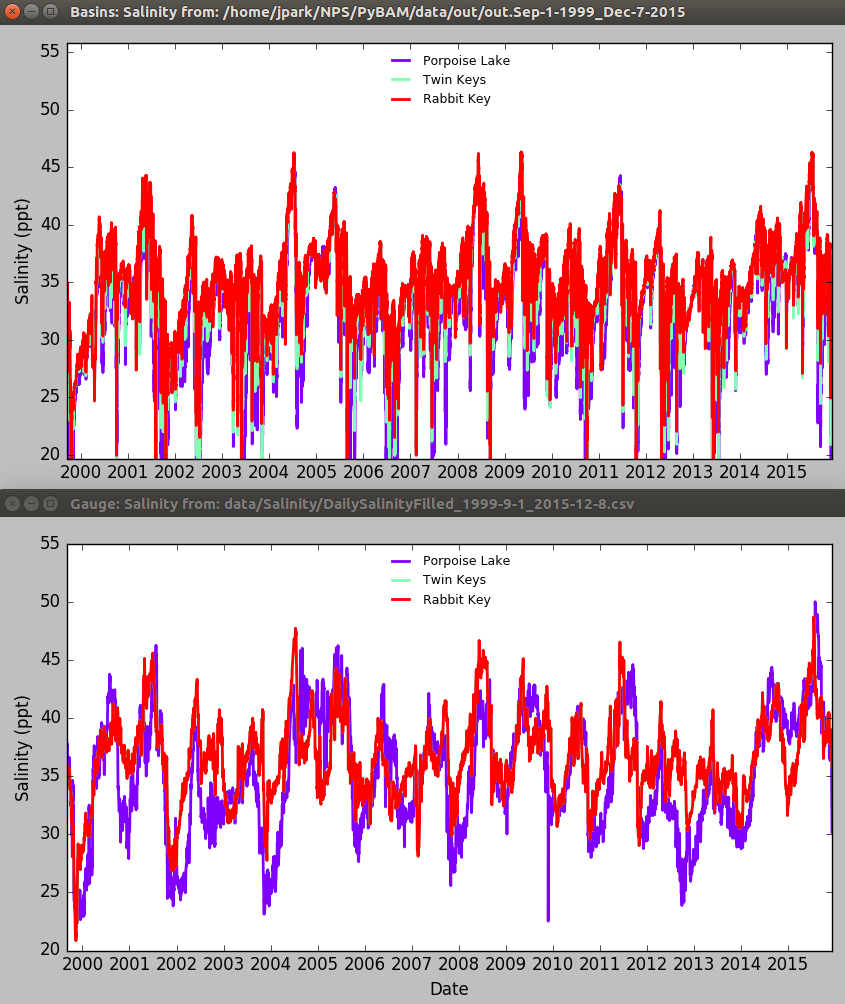 Basins: Salinity from: /home/jpark/NPS/PyBAM/data/out/out.Sep-1-1999_Dec-7-2015
Porpoise Lake
Twin Keys
Rabbit Key
Salinity (ppt)
55
50
45
40
35
30
25
20
2000 2001 2002 2003 2004 2005 2006 2007 2008 2009 2010 2011 2012 2013 2014 2015
Gauge: Salinity from: data/Salinity/DailySalinityFilled_1999-9-1_2015-12-8.csv
Porpoise Lake
Twin Keys
Rabbit Key
Salinity (ppt)
55
50
45
40
35
30
25
20
2000 2001 2002 2003 2004 2005 2006 2007 2008 2009 2010 2011 2012 2013 2014 2015
Date